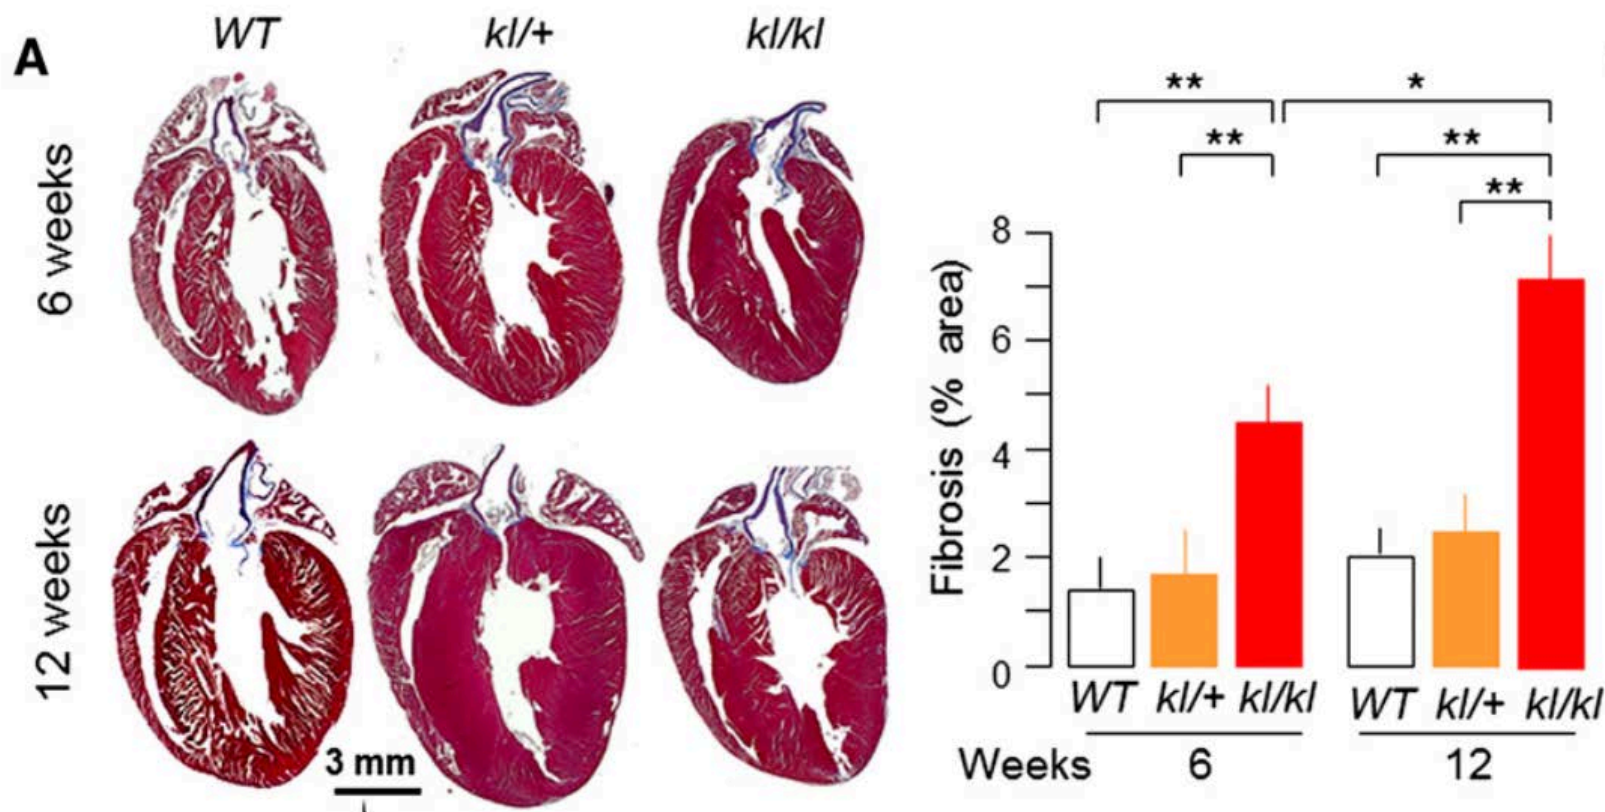 A
WT kl/+ kl/kl
6 weeks
12 weeks
3 mm
** *
** **
**
Fibrosis (% area)
8
6
4
2
0
WT kl/+ kl/kl WT kl/+ kl/kl
Weeks 6 12